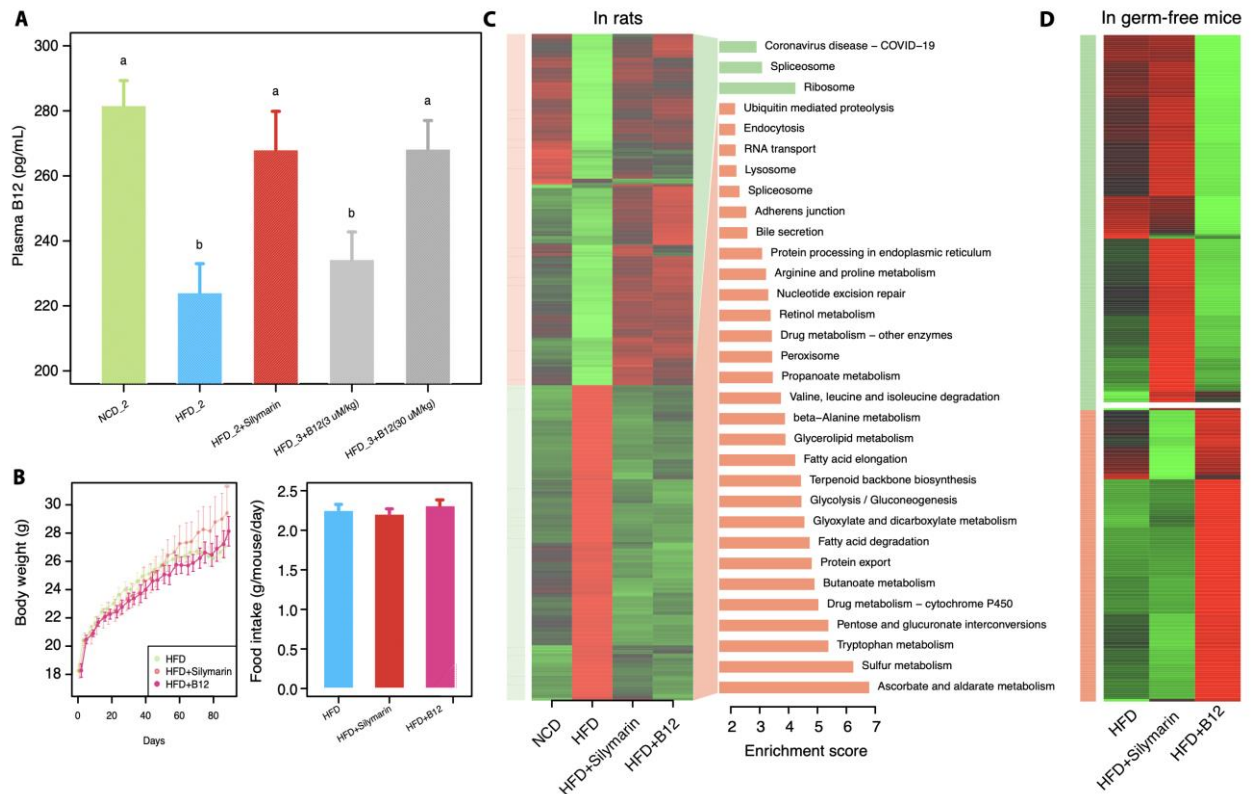 A
Plasma B12 (pg/mL)
300
280
260
240
220
200
a
b
a
b
a
NCD_2
HFD_2
HFD_2+Silymarin
HFD_3+B12(3 uM/kg)
HFD_3+B12(30 uM/kg)
B
Body weight (g)
30
28
26
24
22
20
18
HFD
HFD+Silymarin
HFD+B12
0
20
40
60
80
Days
Food intake (g/mouse/day)
2.5
2.0
1.5
1.0
0.5
0.0
HFD
HFD+Silymarin
HFD+B12
C
In rats
NCD
HFD
HFD+Silymarin
HFD+B12
Coronavirus disease − COVID−19
Spliceosome
Ribosome
Ubiquitin mediated proteolysis
Endocytosis
RNA transport
Lysosome
Spliceosome
Adherens junction
Bile secretion
Protein processing in endoplasmic reticulum
Arginine and proline metabolism
Nucleotide excision repair
Retinol metabolism
Drug metabolism − other enzymes
Peroxisome
Propanoate metabolism
Valine, leucine and isoleucine degradation
beta−Alanine metabolism
Glycerolipid metabolism
Fatty acid elongation
Terpenoid backbone biosynthesis
Glycolysis / Gluconeogenesis
Glyoxylate and dicarboxylate metabolism
Fatty acid degradation
Protein export
Butanoate metabolism
Drug metabolism − cytochrome P450
Pentose and glucuronate interconversions
Tryptophan metabolism
Sulfur metabolism
Ascorbate and aldarate metabolism
2 3 4 5 6 7
Enrichment score
D
In germ-free mice
HFD
HFD+Silymarin
HFD+B12